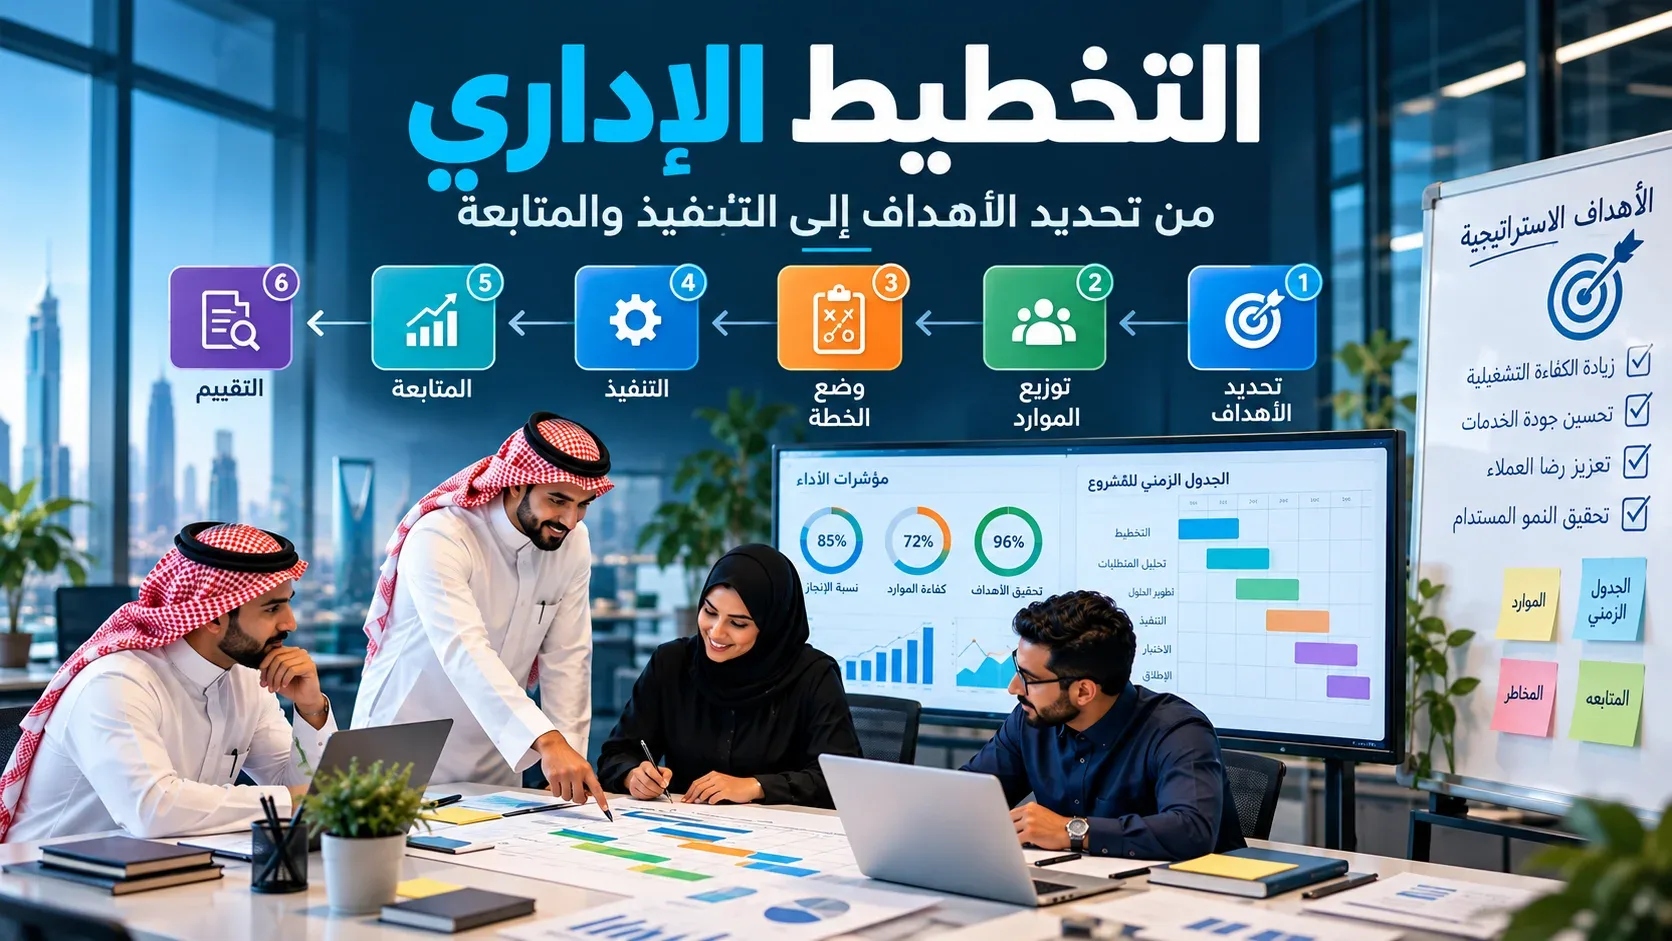 التخطيط الإداري
من تحديد الأهداف إلى التنفيذ والمتابعة
1
2
3
4
5
6
تحديد
الأهداف
توزيع
الموارد
وضع
الخطة
التنفيذ
المتابعة
التقييم
الأهداف الاستراتيجية
زيادة الكفاءة التشغيلية
تحسين جودة الخدمات
تعزيز رضا العملاء
تحقيق النمو المستدام
الجدول
الزمني
الموارد
المتابعه
المخاطر
الجدول الزمني للمشروع
التخطيط
تحليل المتطلبات
تطوير الحلول
التنفيذ
الاختبار
الإطلاق
مؤشرات الأداء
96%
72%
85%
تحقيق الأهداف
كفاءة الموارد
نسبة الإنجاز